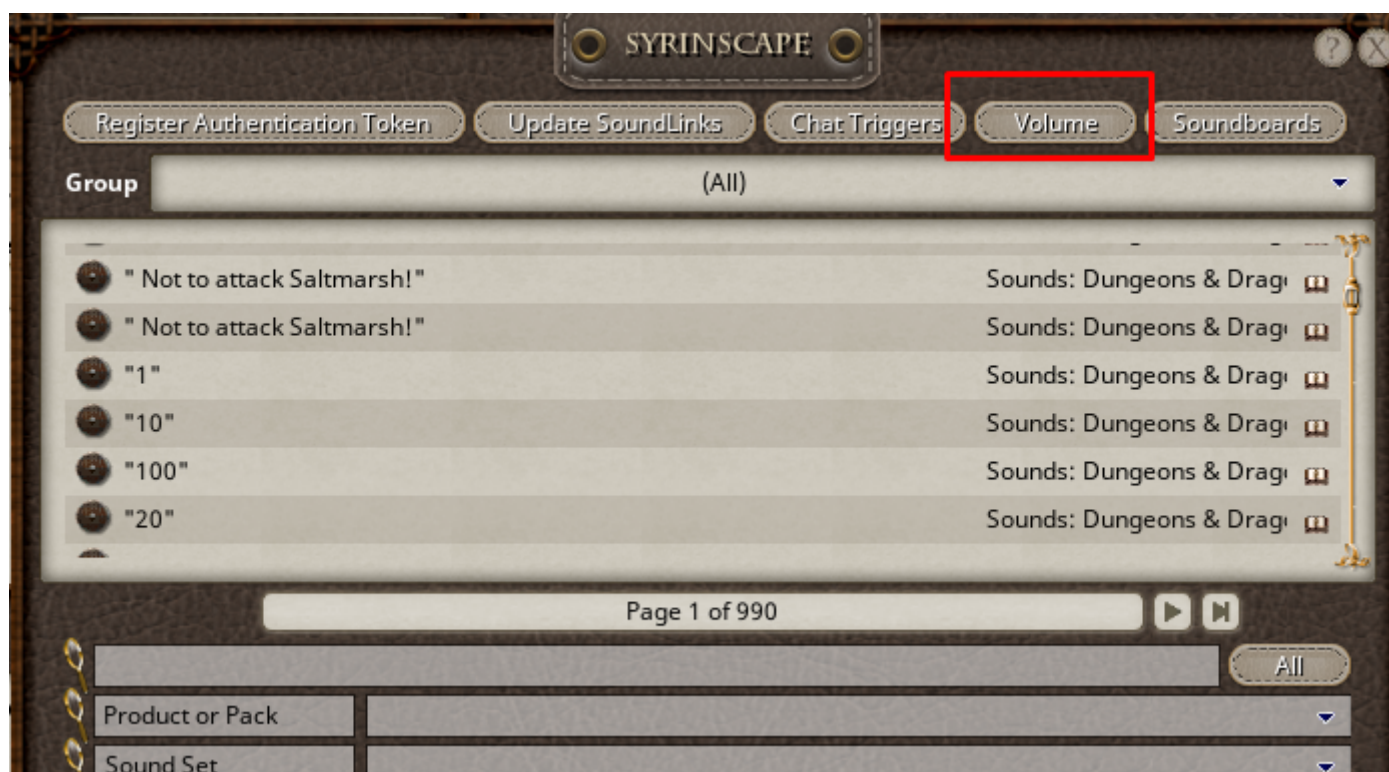 SYRINSCAPE
? X
Register Authentication Token Update SoundLinks Chat Triggers Volume Soundboards
Group (All)
" Not to attack Saltmarsh!" Sounds: Dungeons & Drag
" Not to attack Saltmarsh!" Sounds: Dungeons & Drag
"1" Sounds: Dungeons & Drag
"10" Sounds: Dungeons & Drag
"100" Sounds: Dungeons & Drag
"20" Sounds: Dungeons & Drag
Page 1 of 990
All
Product or Pack
Sound Set